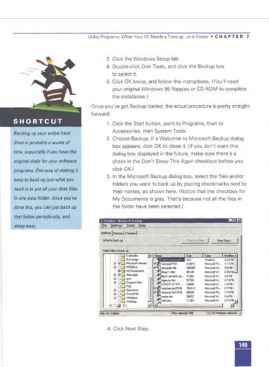 Utility Programs: When Your PC Needs a Tune-up...or a Doctor • CHAPTER 7
3. Click the Windows Setup tab.
4. Double-click Disk Tools, and click the Backup box
to select it.
5. Click OK twice, and follow the instructions. (You'll need
your original Windows 95 floppies or CD-ROM to complete
the installation.)
Once you've got Backup loaded, the actual procedure is pretty straight-
forward:
1. Click the Start button, point to Programs, then to
Accessories, then System Tools.
2. Choose Backup. If a Welcome to Microsoft Backup dialog
box appears, click OK to close it. (If you don't want this
dialog box displayed in the future, make sure there's a
check in the Don't Show This Again checkbox before you
click OK.)
3. In the Microsoft Backup dialog box, select the files and/or
folders you want to back up by placing checkmarks next to
their names, as shown here. (Notice that the checkbox for
My Documents is gray. That's because not all the files in
the folder have been selected.)
SHORTCUT
Backing up your entire hard
drive is probably a waste of
time, especially if you have the
original disks for your software
programs. One way of making it
easy to back up just what you
need is to put all your data files
in one data folder. Once you've
done this, you can just back up
that folder periodically, and
sleep easy.
4. Click Next Step.
149